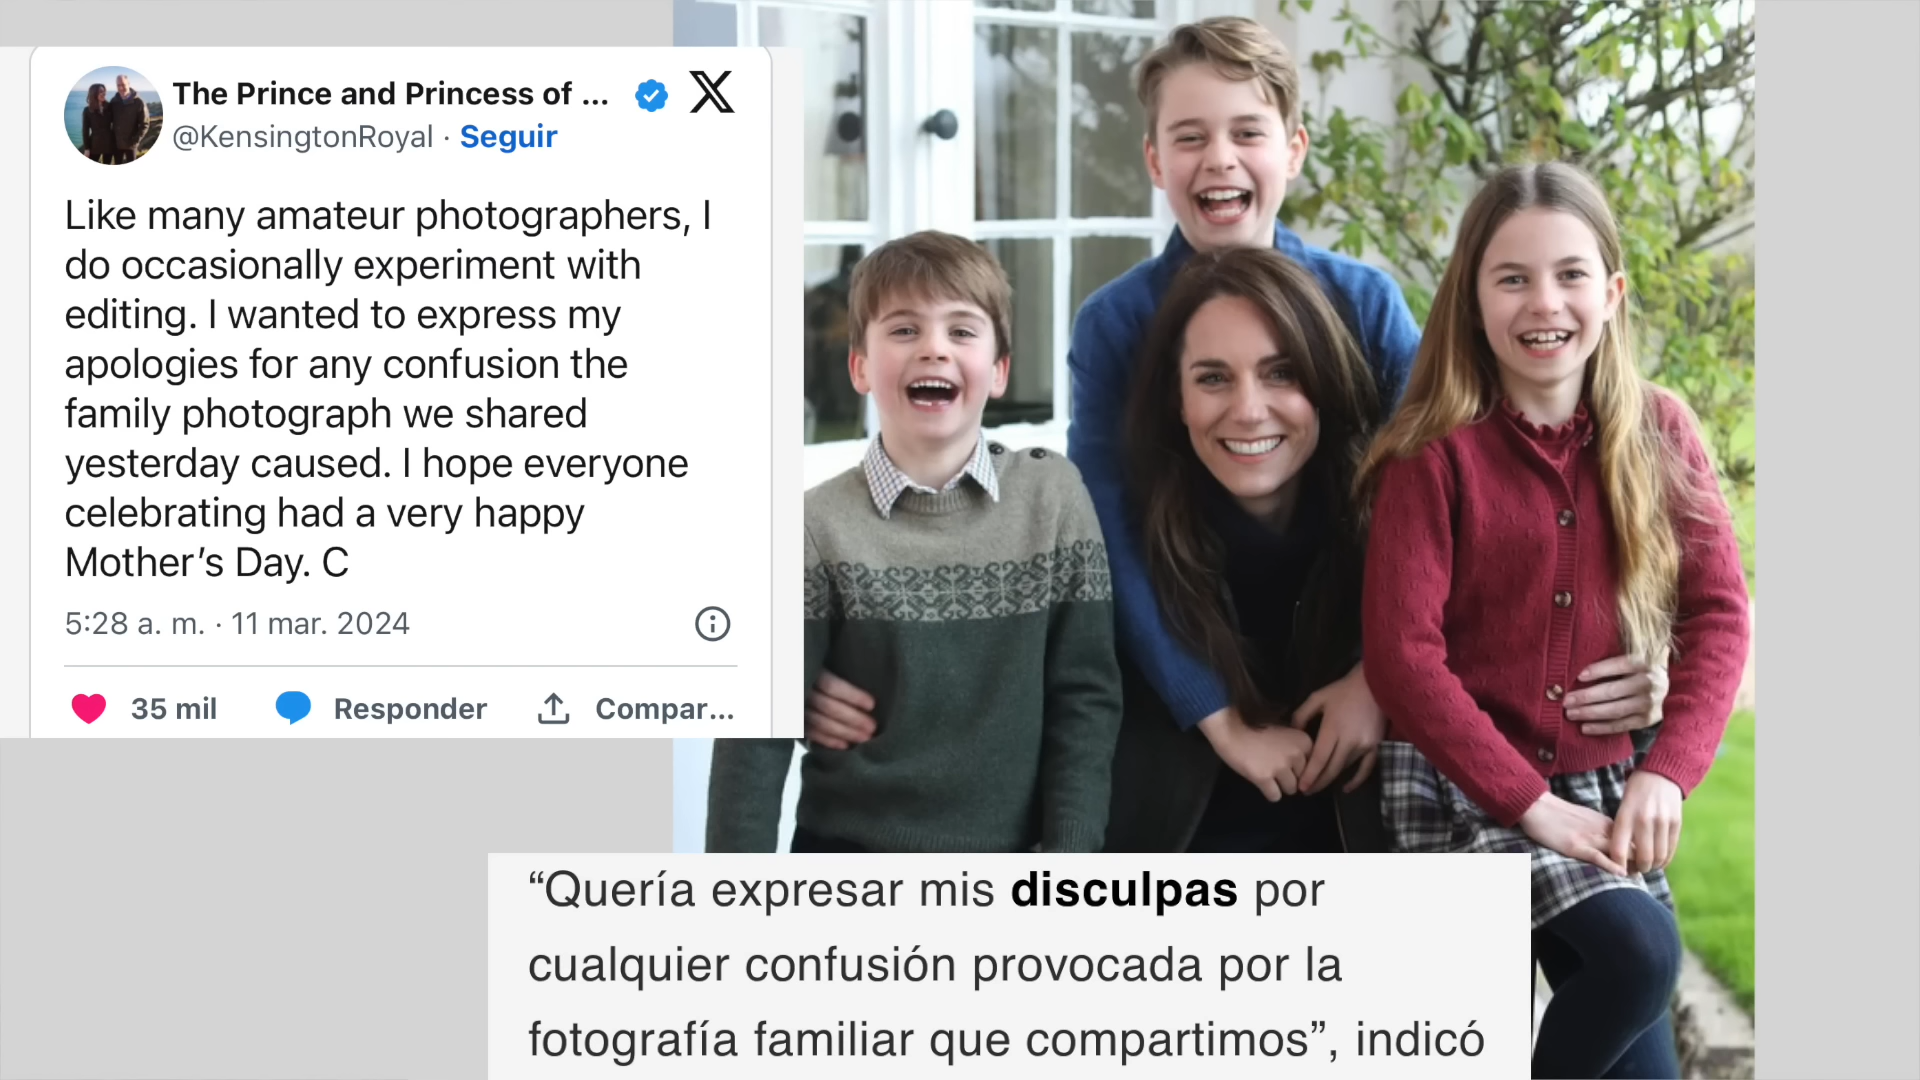 The Prince and Princess of ...
@KensingtonRoyal · Seguir
Like many amateur photographers, I
do occasionally experiment with
editing. I wanted to express my
apologies for any confusion the
family photograph we shared
yesterday caused. I hope everyone
celebrating had a very happy
Mother’s Day. C
5:28 a. m. · 11 mar. 2024
35 mil Responder Compar...
“Quería expresar mis disculpas por
cualquier confusión provocada por la
fotografía familiar que compartimos”, indicó